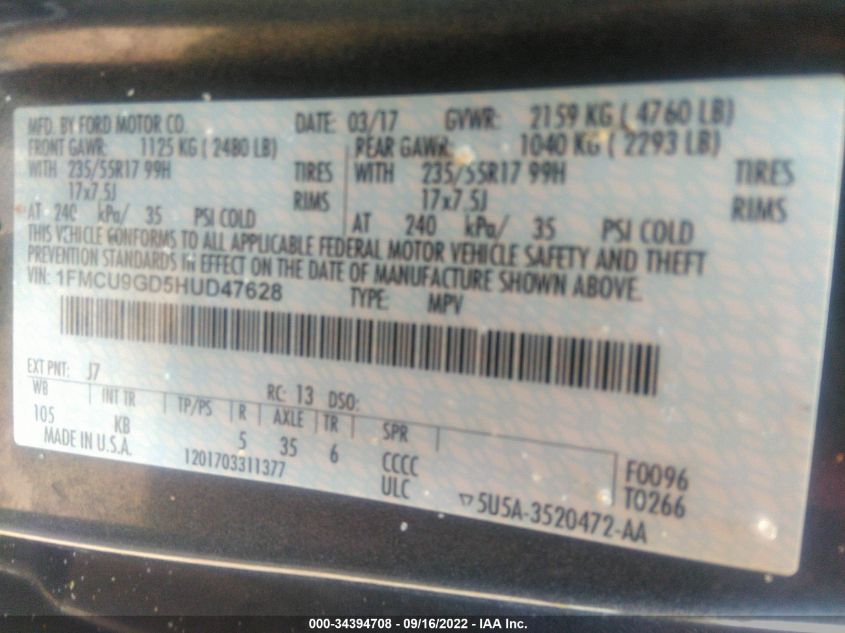 MFD. BY FORD MOTOR CO. DATE: 03/17 GVWR: 2159 KG ( 4760 LB)
FRONT GAWR: 1125 KG ( 2480 LB) REAR GAWR: 1040 KG ( 2293 LB)
WITH 235/55R17 99H TIRES WITH 235/55R17 99H TIRES
17x7.5J RIMS 17x7.5J RIMS
AT 240 kPa/ 35 PSI COLD AT 240 kPa/ 35 PSI COLD
THIS VEHICLE CONFORMS TO ALL APPLICABLE FEDERAL MOTOR VEHICLE SAFETY AND THEFT
PREVENTION STANDARDS IN EFFECT ON THE DATE OF MANUFACTURE SHOWN ABOVE.
VIN: 1FMCU9GD5HUD47628 TYPE: MPV
EXT PNT: J7 RC: 13 DSO:
WB INT TR TP/PS R AXLE TR SPR
105 KB 5 35 6 CCCC F0096
MADE IN U.S.A. 1201703311377 ULC T0266
5U5A-3520472-AA
000-34394708 - 09/16/2022 - IAA Inc.